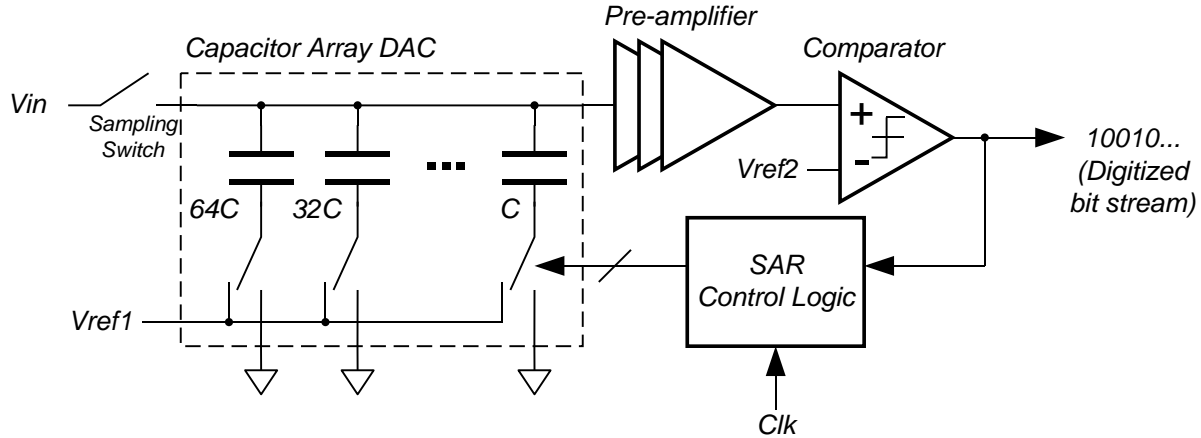 Pre-amplifier
Capacitor Array DAC
Comparator
Vin
Sampling
Switch
+
-
Vref2
10010...
(Digitized
bit stream)
64C
32C
C
SAR
Control Logic
Vref1
Clk